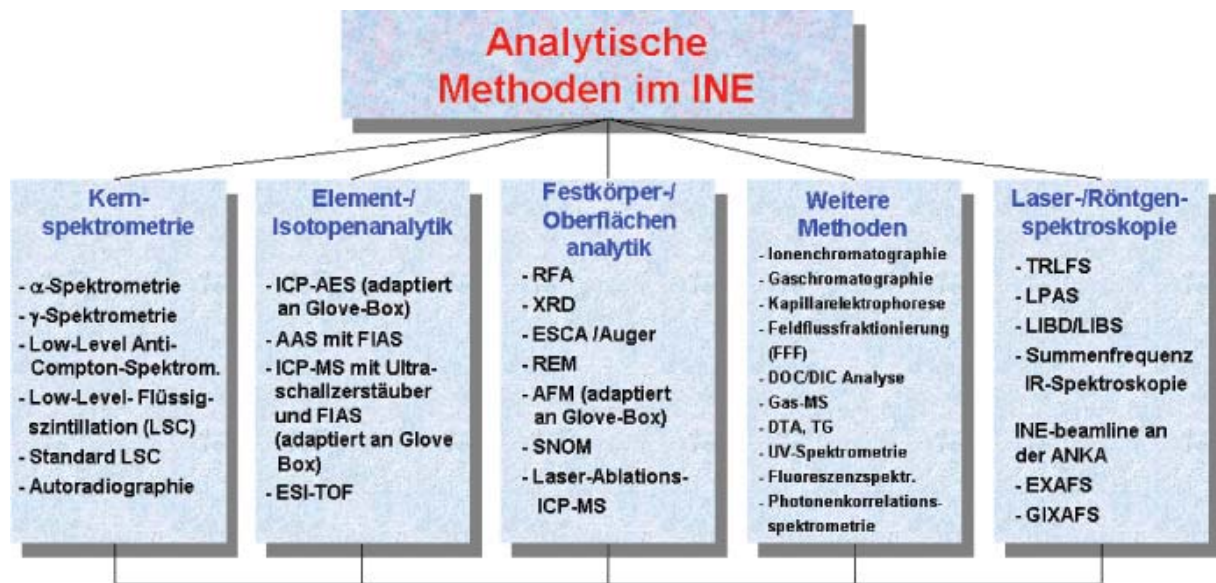 Analytische
Methoden im INE
Kern-
spektrometrie
- α-Spektrometrie
- γ-Spektrometrie
- Low-Level Anti-
Compton-Spektrom.
- Low-Level- Flüssig-
szintillation (LSC)
- Standard LSC
- Autoradiographie
Element-/
Isotopenanalytik
- ICP-AES (adaptiert
an Glove-Box)
- AAS mit FIAS
- ICP-MS mit Ultra-
schallzerstäuber
und FIAS
(adaptiert an Glove
Box)
- ESI-TOF
Festkörper-/
Oberflächen
analytik
- RFA
- XRD
- ESCA /Auger
- REM
- AFM (adaptiert
an Glove-Box)
- SNOM
- Laser-Ablations-
ICP-MS
Weitere
Methoden
- Ionenchromatographie
- Gaschromatographie
- Kapillarelektrophorese
- Feldflussfraktionierung
(FFF)
- DOC/DIC Analyse
- Gas-MS
- DTA, TG
- UV-Spektrometrie
- Fluoreszenzspektr.
- Photonenkorrelations-
spektrometrie
Laser-/Röntgen-
spektroskopie
- TRLFS
- LPAS
- LIBD/LIBS
- Summenfrequenz
IR-Spektroskopie
INE-beamline an
der ANKA
- EXAFS
- GIXAFS